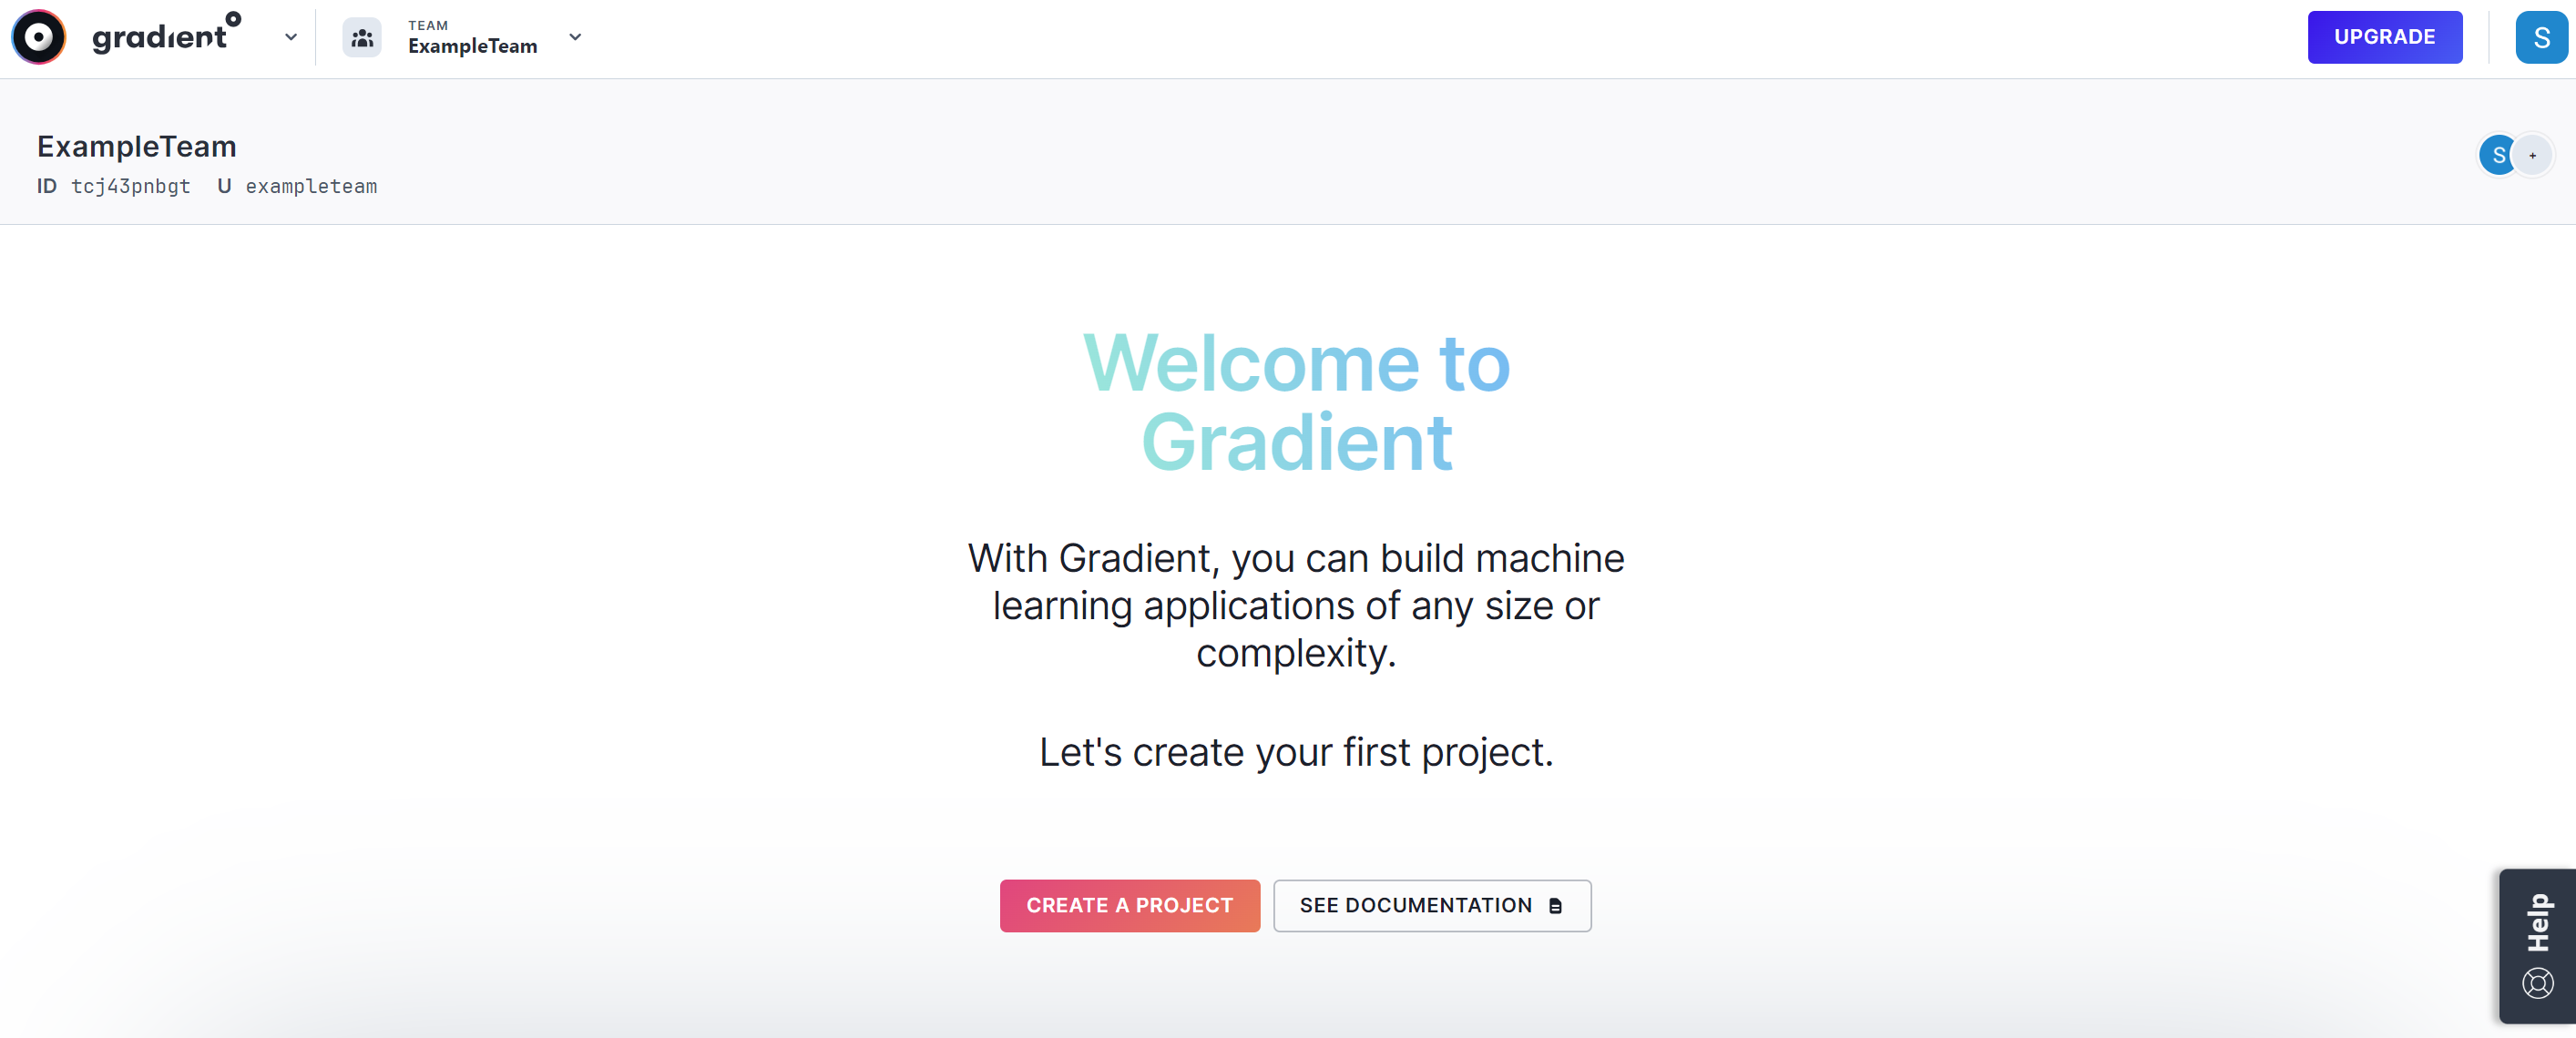 gradient
TEAM
ExampleTeam
UPGRADE
S
ExampleTeam
ID tcj43pnbgt U exampleteam
S +
Welcome to
Gradient
With Gradient, you can build machine
learning applications of any size or
complexity.
Let's create your first project.
CREATE A PROJECT
SEE DOCUMENTATION
Help